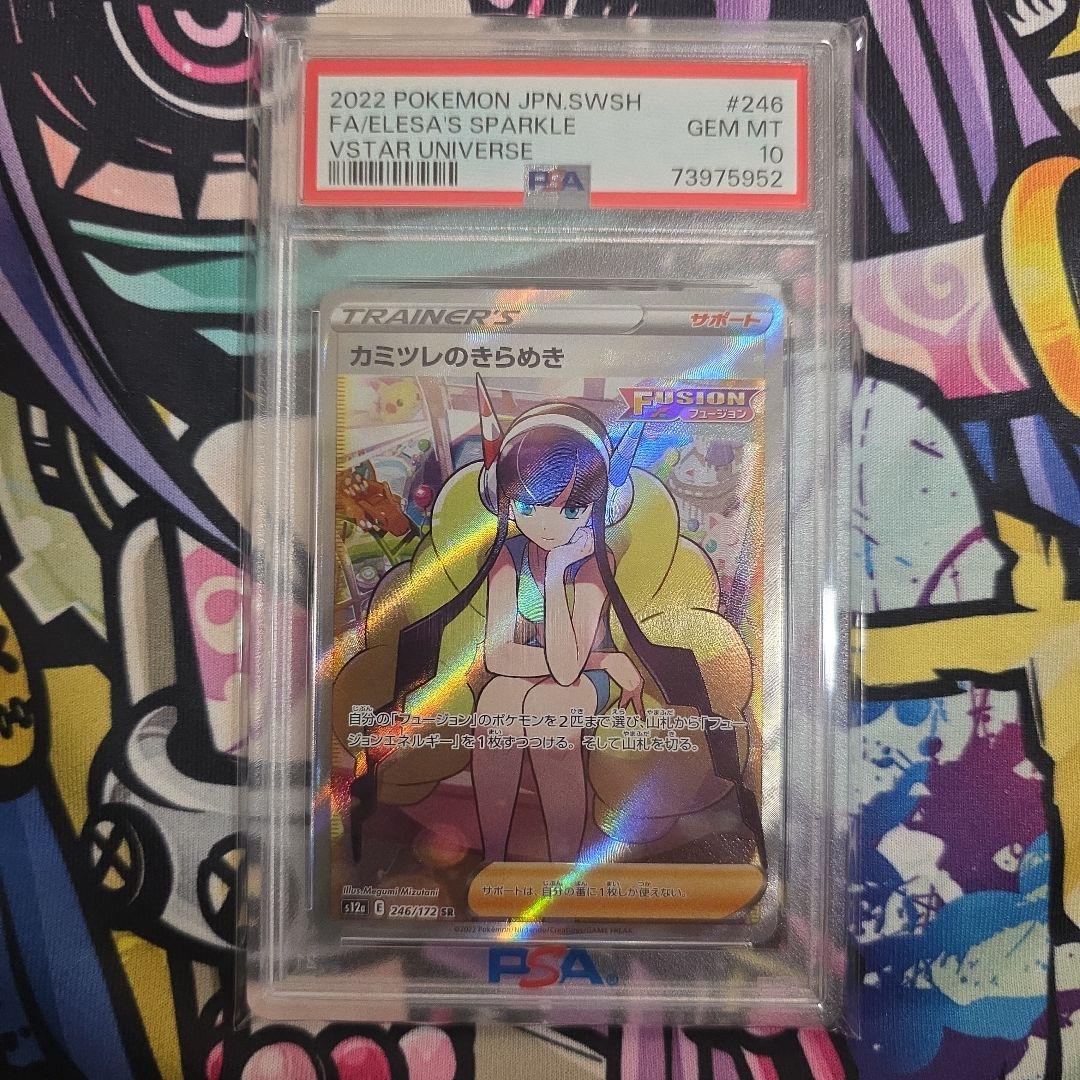 2022 POKEMON JPN.SWSH #246
FA/ELESA'S SPARKLE GEM MT
VSTAR UNIVERSE 10
PSA 73975952
TRAINER'S サポート
カミツレのきらめき
FUSION
フュージョン
自分の「フュージョン」のポケモンを2匹まで選び、山札から「フュー
ジョンエネルギー」を1枚ずつつける。そして山札を切る。
Illus. Megumi Mizutani
サポートは、自分の番に1枚しか使えない。
s12a E 246/172 SR
©2022 Pokémon/Nintendo/Creatures/GAME FREAK
PSA